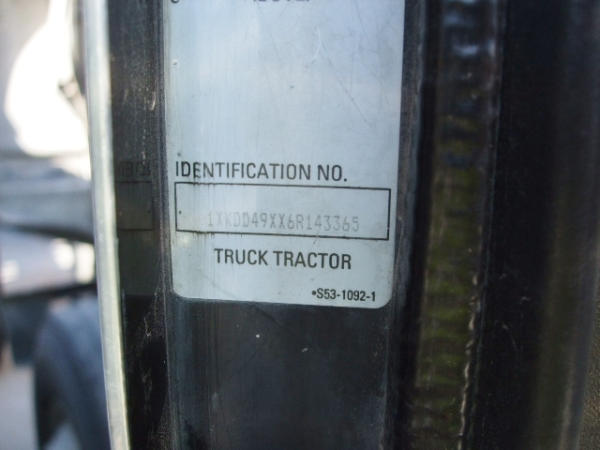 IDENTIFICATION NO.
1XKDD49XX6R143365
TRUCK TRACTOR
•S53-1092-1